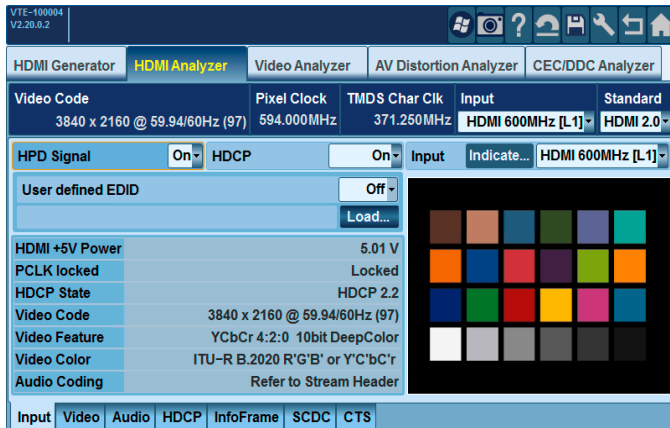 VTE-100004
V2.20.0.2
?
HDMI Generator HDMI Analyzer Video Analyzer AV Distortion Analyzer CEC/DDC Analyzer
Video Code Pixel Clock TMDS Char Clk Input Standard
3840 x 2160 @ 59.94/60Hz (97) 594.000MHz 371.250MHz HDMI 600MHz [L1] HDMI 2.0
HPD Signal On HDCP On Input Indicate... HDMI 600MHz [L1]
User defined EDID Off
Load...
HDMI +5V Power 5.01 V
PCLK locked Locked
HDCP State HDCP 2.2
Video Code 3840 x 2160 @ 59.94/60Hz (97)
Video Feature YCbCr 4:2:0 10bit DeepColor
Video Color ITU-R B.2020 R'G'B' or Y'C'bC'r
Audio Coding Refer to Stream Header
Input Video Audio HDCP InfoFrame SCDC CTS